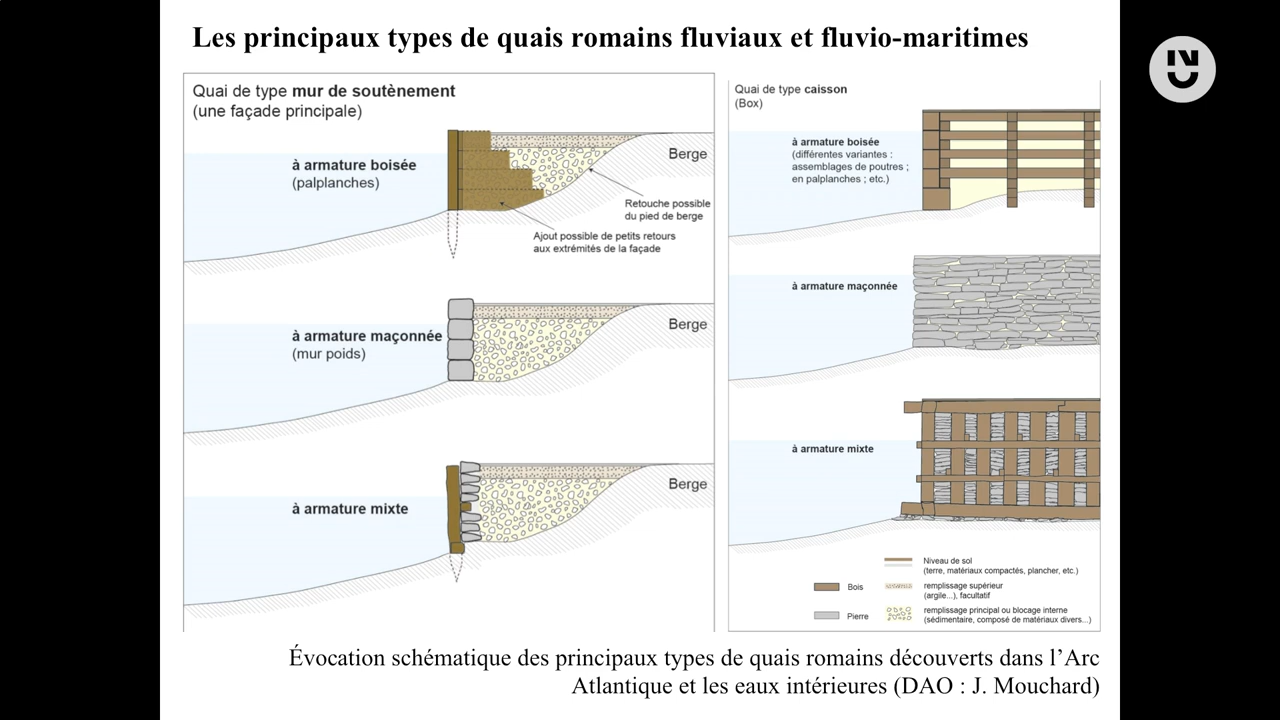 Les principaux types de quais romains fluviaux et fluvio-maritimes
Quai de type mur de soutènement
(une façade principale)
à armature boisée
(palplanches)
Berge
Retouche possible
du pied de berge
Ajout possible de petits retours
aux extrémités de la façade
à armature maçonnée
(mur poids)
Berge
à armature mixte
Berge
Quai de type caisson
(Box)
à armature boisée
(différentes variantes :
assemblages de poutres ;
en palplanches ; etc.)
à armature maçonnée
à armature mixte
Bois
Pierre
Niveau de sol
(terre, matériaux compactés, plancher, etc.)
remplissage supérieur
(argile...), facultatif
remplissage principal ou blocage interne
(sédimentaire, composé de matériaux divers...)
Évocation schématique des principaux types de quais romains découverts dans l’Arc
Atlantique et les eaux intérieures (DAO : J. Mouchard)